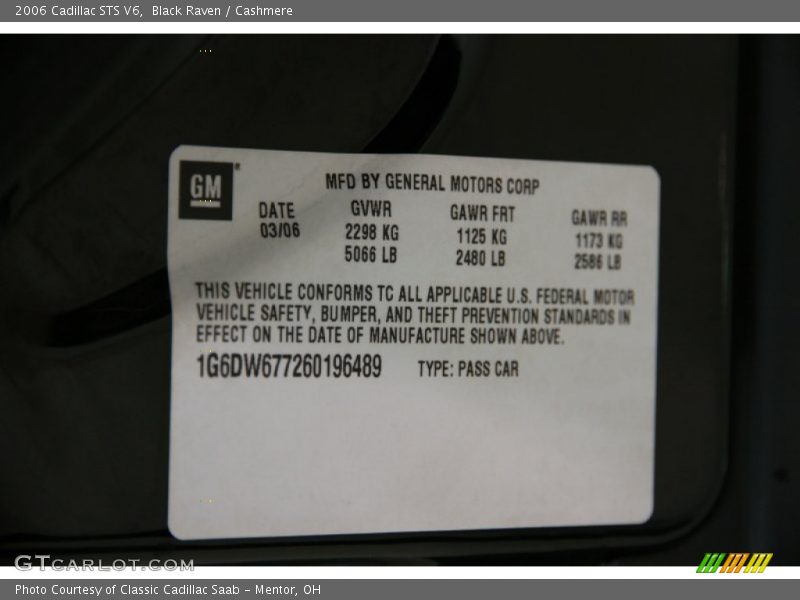 2006 Cadillac STS V6, Black Raven / Cashmere
GM
MFD BY GENERAL MOTORS CORP
DATE GVWR GAWR FRT GAWR RR
03/06 2298 KG 1125 KG 1173 KG
5066 LB 2480 LB 2586 LB
THIS VEHICLE CONFORMS TO ALL APPLICABLE U.S. FEDERAL MOTOR
VEHICLE SAFETY, BUMPER, AND THEFT PREVENTION STANDARDS IN
EFFECT ON THE DATE OF MANUFACTURE SHOWN ABOVE.
1G6DW677260196489 TYPE: PASS CAR
GTCARLOT.COM
Photo Courtesy of Classic Cadillac Saab - Mentor, OH